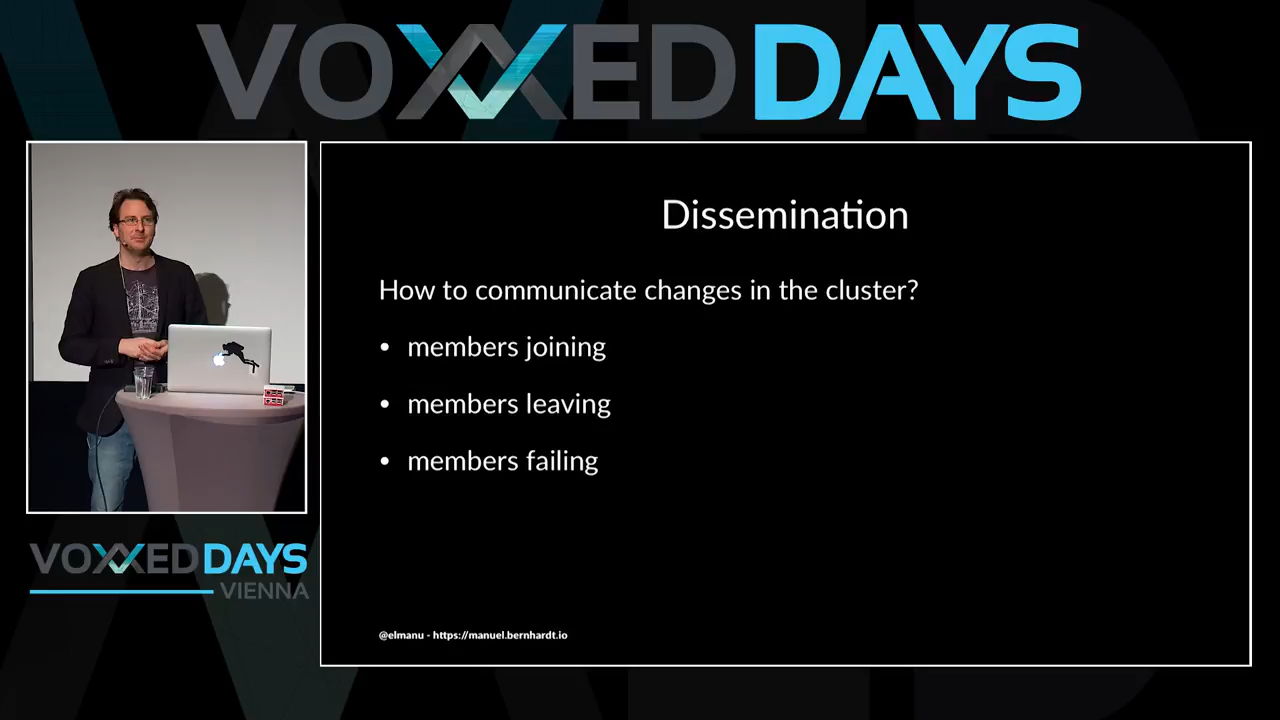 VOXXED DAYS
Dissemination
How to communicate changes in the cluster?
• members joining
• members leaving
• members failing
VOXXED DAYS
VIENNA
@elmanu - https://manuel.bernhardt.io